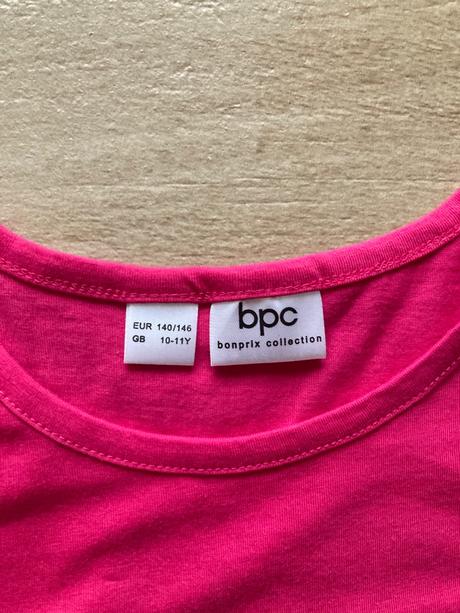 EUR 140/146
GB 10-11Y
bpc
bonprix collection